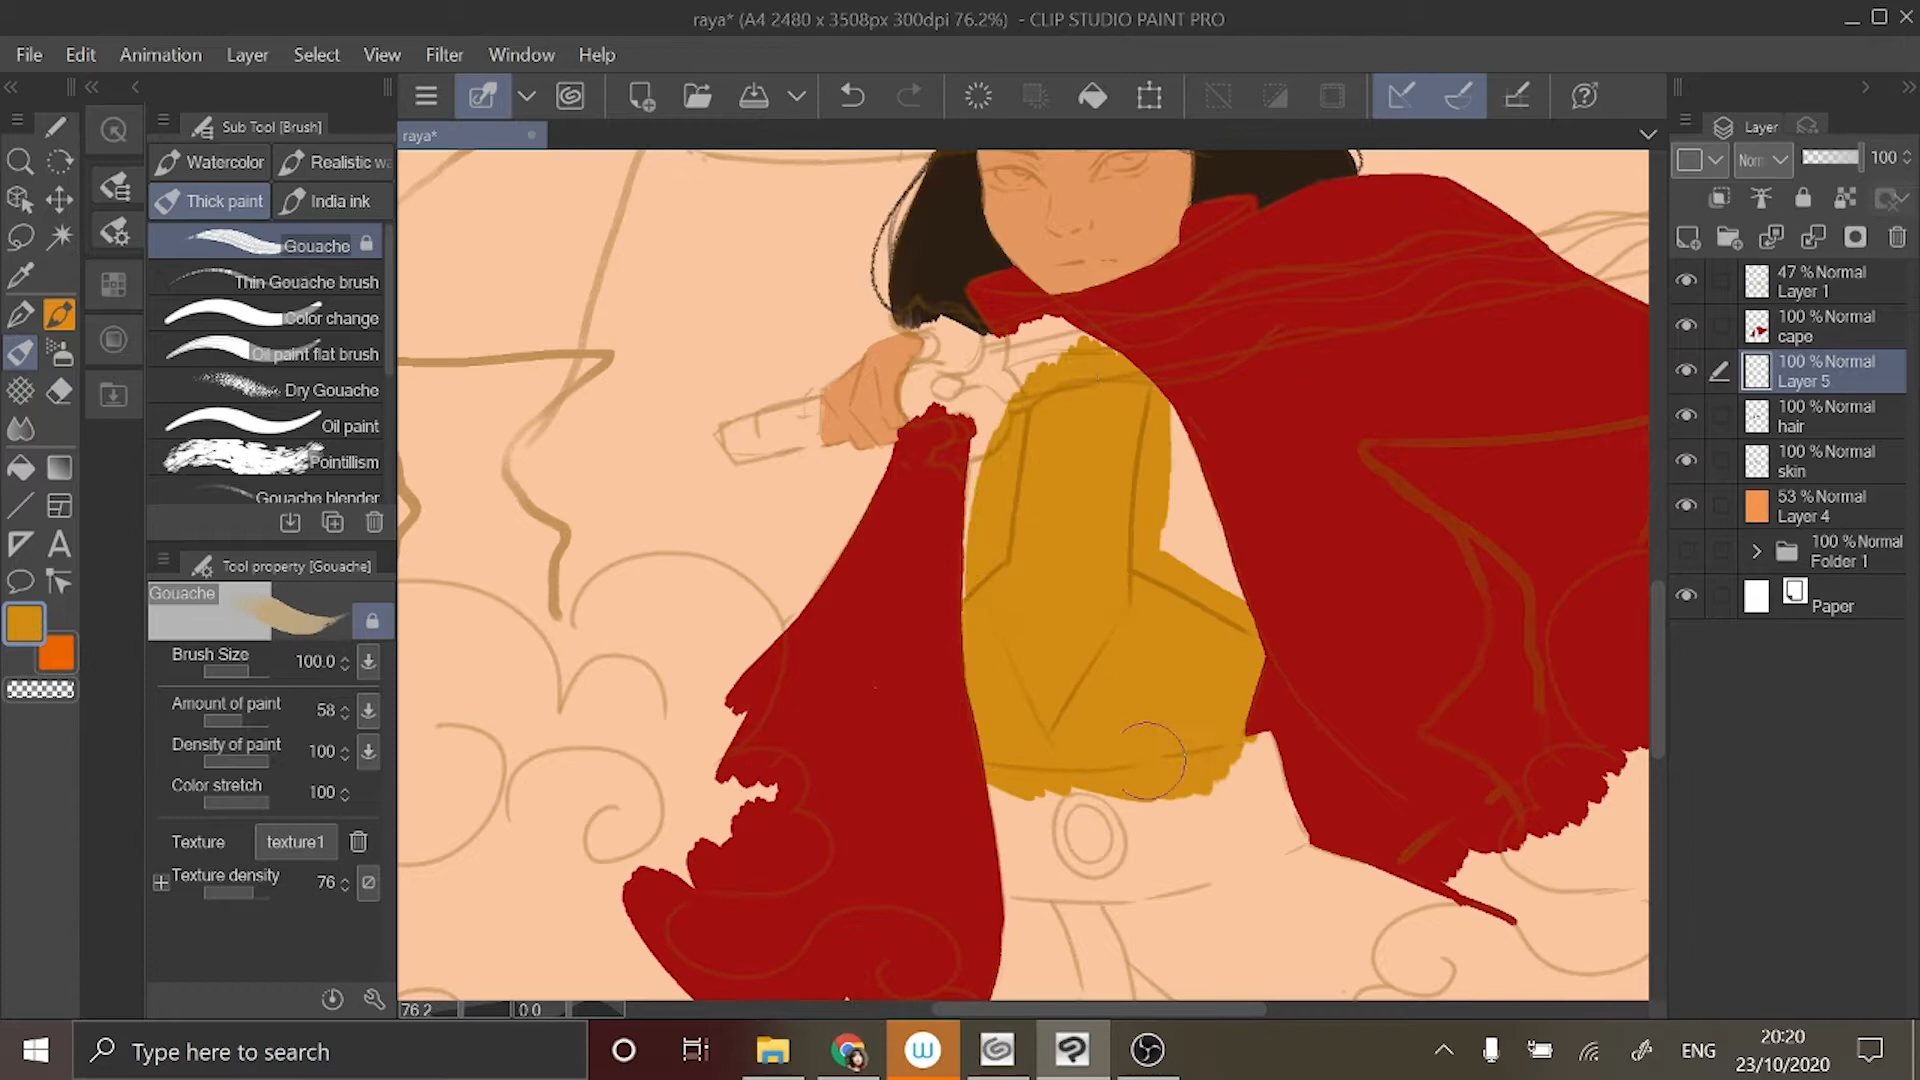 raya* (A4 2480 x 3508px 300dpi 76.2%) - CLIP STUDIO PAINT PRO
File Edit Animation Layer Select View Filter Window Help
Sub Tool [Brush]
raya*
Layer
Watercolor Realistic wa
Thick paint India ink
Gouache
Thin Gouache brush
Color change
Oil paint flat brush
Dry Gouache
Oil paint
Pointillism
Gouache blender
Tool property [Gouache]
Gouache
Brush Size 100.0
Amount of paint 58
Density of paint 100
Color stretch 100
Texture texture1
Texture density 76
Norm 100
47 % Normal
Layer 1
100 % Normal
cape
100 % Normal
Layer 5
100 % Normal
hair
100 % Normal
skin
53 % Normal
Layer 4
100 % Normal
Folder 1
Paper
76.2 0.0
Type here to search
ENG
20:20
23/10/2020